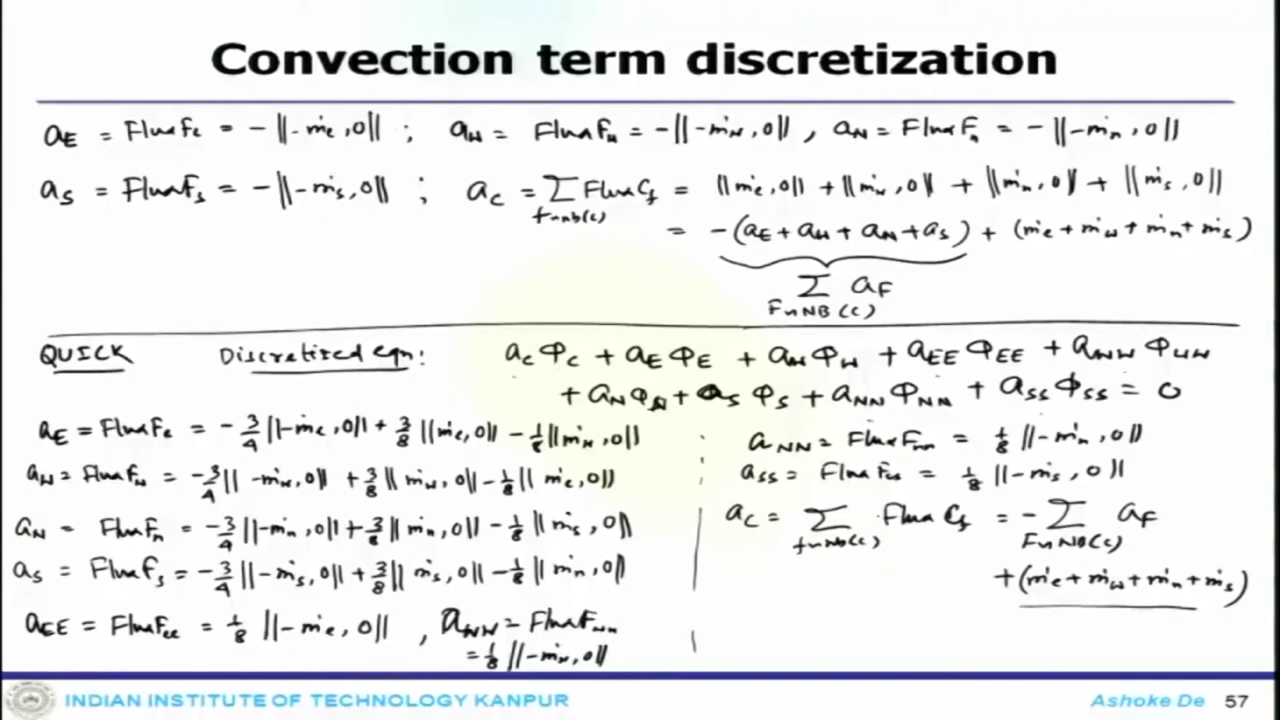 Convection term discretization
a_E = FluxF_e = - ||-ṁ_e, 0|| ; a_W = FluxF_w = - ||-ṁ_w, 0|| , a_N = FluxF_n = - ||-ṁ_n, 0||
a_S = FluxF_s = - ||-ṁ_s, 0|| ; a_C = Σ FluxC_f = ||ṁ_e, 0|| + ||ṁ_w, 0|| + ||ṁ_n, 0|| + ||ṁ_s, 0||
f~nb(c)
= -(a_E + a_W + a_N + a_S) + (ṁ_e + ṁ_w + ṁ_n + ṁ_s)
Σ a_F
F~NB(C)
QUICK Discretized eqn: a_C Φ_C + a_E Φ_E + a_W Φ_W + a_EE Φ_EE + a_WW Φ_WW
+ a_N Φ_N + a_S Φ_S + a_NN Φ_NN + a_SS Φ_SS = 0
a_E = FluxF_e = - 3/4 ||-ṁ_e, 0|| + 3/8 ||ṁ_e, 0|| - 1/8 ||ṁ_w, 0||
a_W = FluxF_w = - 3/4 || -ṁ_w, 0|| + 3/8 || ṁ_w, 0|| - 1/8 || ṁ_e, 0||
a_N = FluxF_n = - 3/4 ||-ṁ_n, 0|| + 3/8 || ṁ_n, 0|| - 1/8 || ṁ_s, 0||
a_S = FluxF_s = - 3/4 ||-ṁ_s, 0|| + 3/8 || ṁ_s, 0|| - 1/8 || ṁ_n, 0||
a_EE = FluxF_ee = 1/8 ||-ṁ_e, 0|| , a_WW = FluxF_ww
= 1/8 ||-ṁ_w, 0||
a_NN = FluxF_nn = 1/8 ||-ṁ_n, 0||
a_SS = FluxF_ss = 1/8 ||-ṁ_s, 0||
a_C = Σ FluxC_f = - Σ a_F
f~nb(c) F~NB(C)
+ (ṁ_e + ṁ_w + ṁ_n + ṁ_s)
INDIAN INSTITUTE OF TECHNOLOGY KANPUR
Ashoke De 57